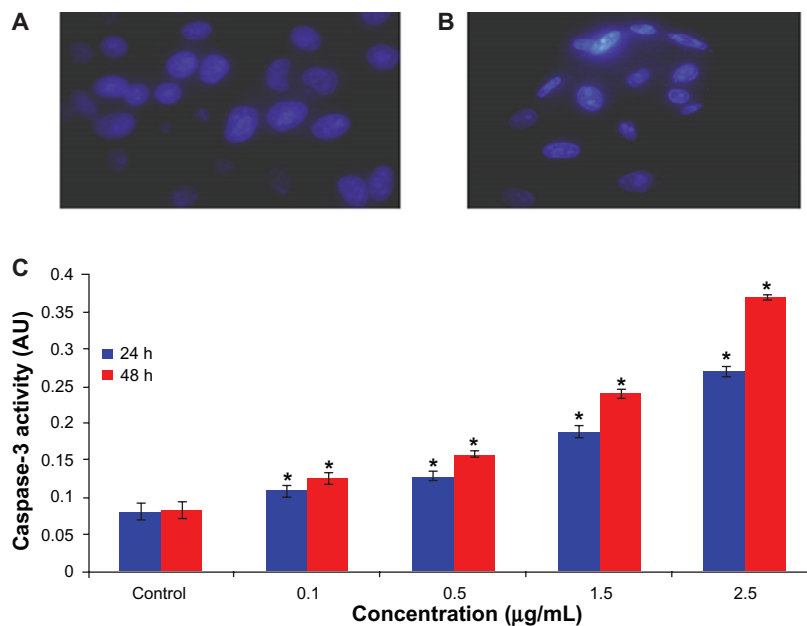 A
B
C
0.4
0.35
0.3
0.25
0.2
0.15
0.1
0.05
0
Caspase-3 activity (AU)
24 h
48 h
* * * * * * * *
Control 0.1 0.5 1.5 2.5
Concentration (µg/mL)